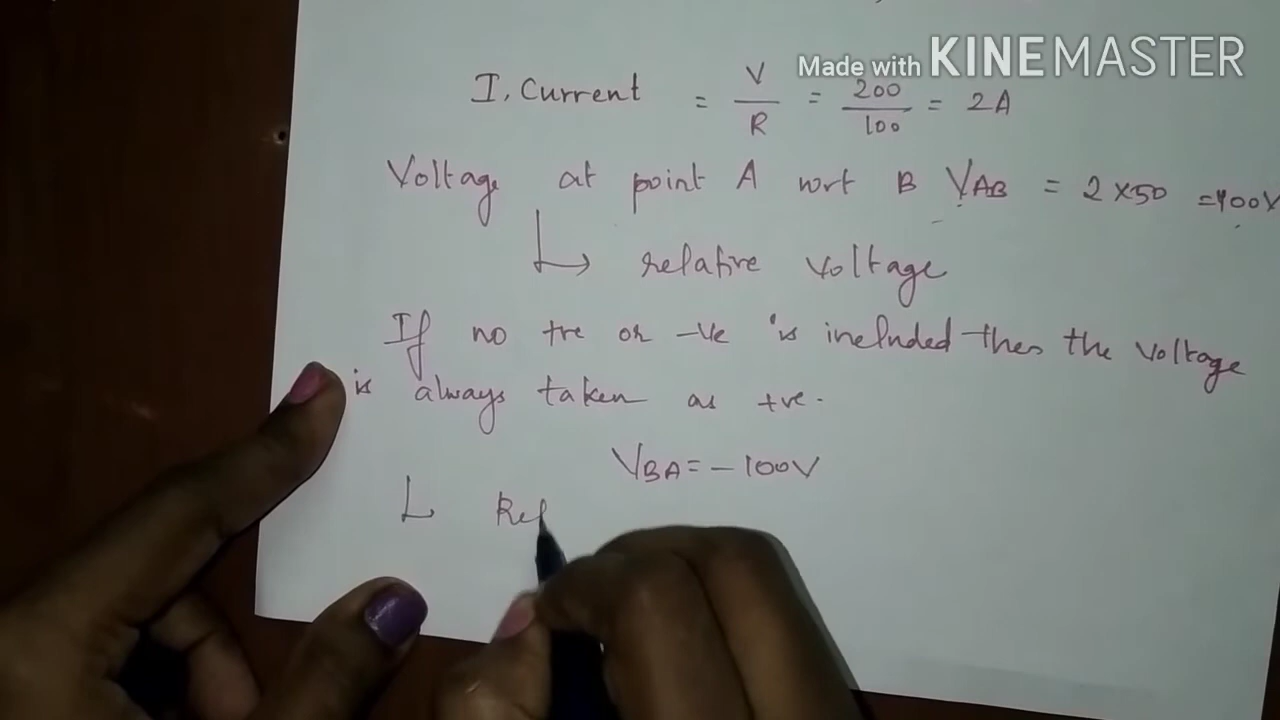 Made with KINEMASTER
I. Current = V/R = 200/100 = 2A
Voltage at point A wrt B VAB = 2 x 50 = 100V
↳ relative voltage
If no +ve or -ve is included then the voltage
is always taken as +ve.
VBA = - 100V
L Rel